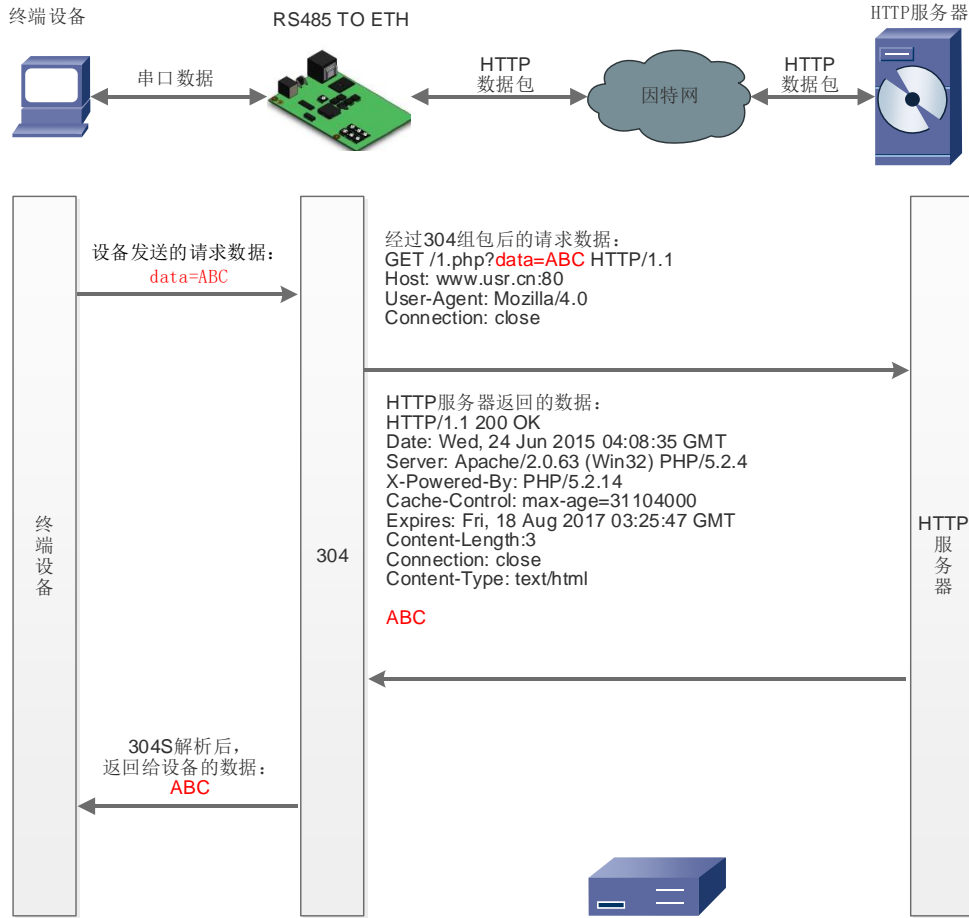 终端设备
RS485 TO ETH
HTTP服务器
串口数据
HTTP
数据包
因特网
HTTP
数据包
设备发送的请求数据：
data=ABC
经过304组包后的请求数据：
GET /1.php?data=ABC HTTP/1.1
Host: www.usr.cn:80
User-Agent: Mozilla/4.0
Connection: close
HTTP服务器返回的数据：
HTTP/1.1 200 OK
Date: Wed, 24 Jun 2015 04:08:35 GMT
Server: Apache/2.0.63 (Win32) PHP/5.2.4
X-Powered-By: PHP/5.2.14
Cache-Control: max-age=31104000
Expires: Fri, 18 Aug 2017 03:25:47 GMT
Content-Length:3
Connection: close
Content-Type: text/html
ABC
终端设备
304
HTTP
服务器
304S解析后，
返回给设备的数据：
ABC